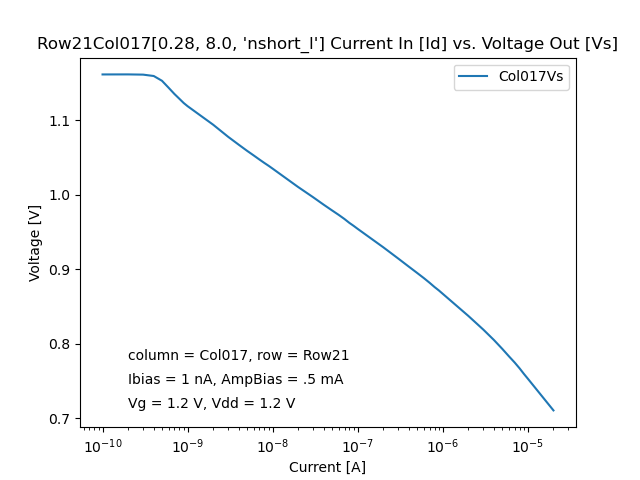 Row21Col017[0.28, 8.0, 'nshort_l'] Current In [Id] vs. Voltage Out [Vs]
Col017Vs
1.1
1.0
0.9
0.8
0.7
Voltage [V]
column = Col017, row = Row21
Ibias = 1 nA, AmpBias = .5 mA
Vg = 1.2 V, Vdd = 1.2 V
10⁻¹⁰ 10⁻⁹ 10⁻⁸ 10⁻⁷ 10⁻⁶ 10⁻⁵
Current [A]